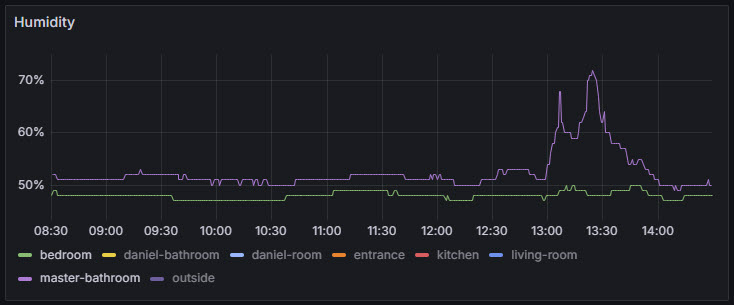 Humidity
70%
60%
50%
08:30 09:00 09:30 10:00 10:30 11:00 11:30 12:00 12:30 13:00 13:30 14:00
bedroom daniel-bathroom daniel-room entrance kitchen living-room
master-bathroom outside